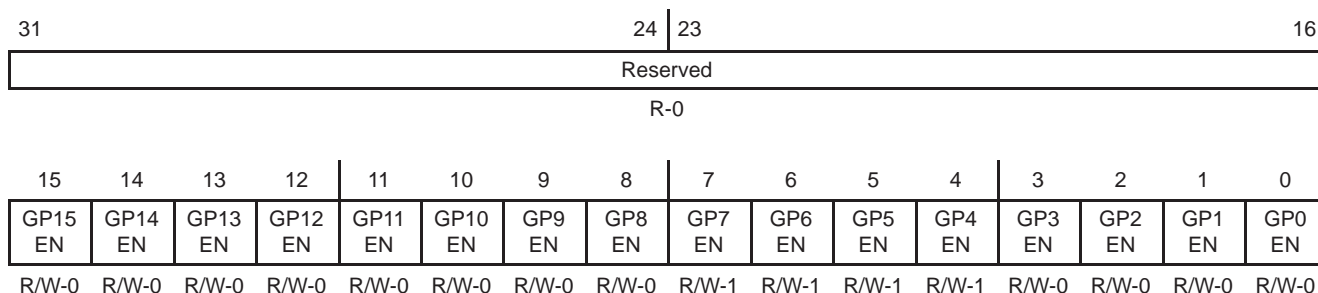 31 24 23 16
Reserved
R-0
15 14 13 12 11 10 9 8 7 6 5 4 3 2 1 0
GP15 GP14 GP13 GP12 GP11 GP10 GP9 GP8 GP7 GP6 GP5 GP4 GP3 GP2 GP1 GP0
EN EN EN EN EN EN EN EN EN EN EN EN EN EN EN EN
R/W-0 R/W-0 R/W-0 R/W-0 R/W-0 R/W-0 R/W-0 R/W-0 R/W-1 R/W-1 R/W-1 R/W-1 R/W-0 R/W-0 R/W-0 R/W-0